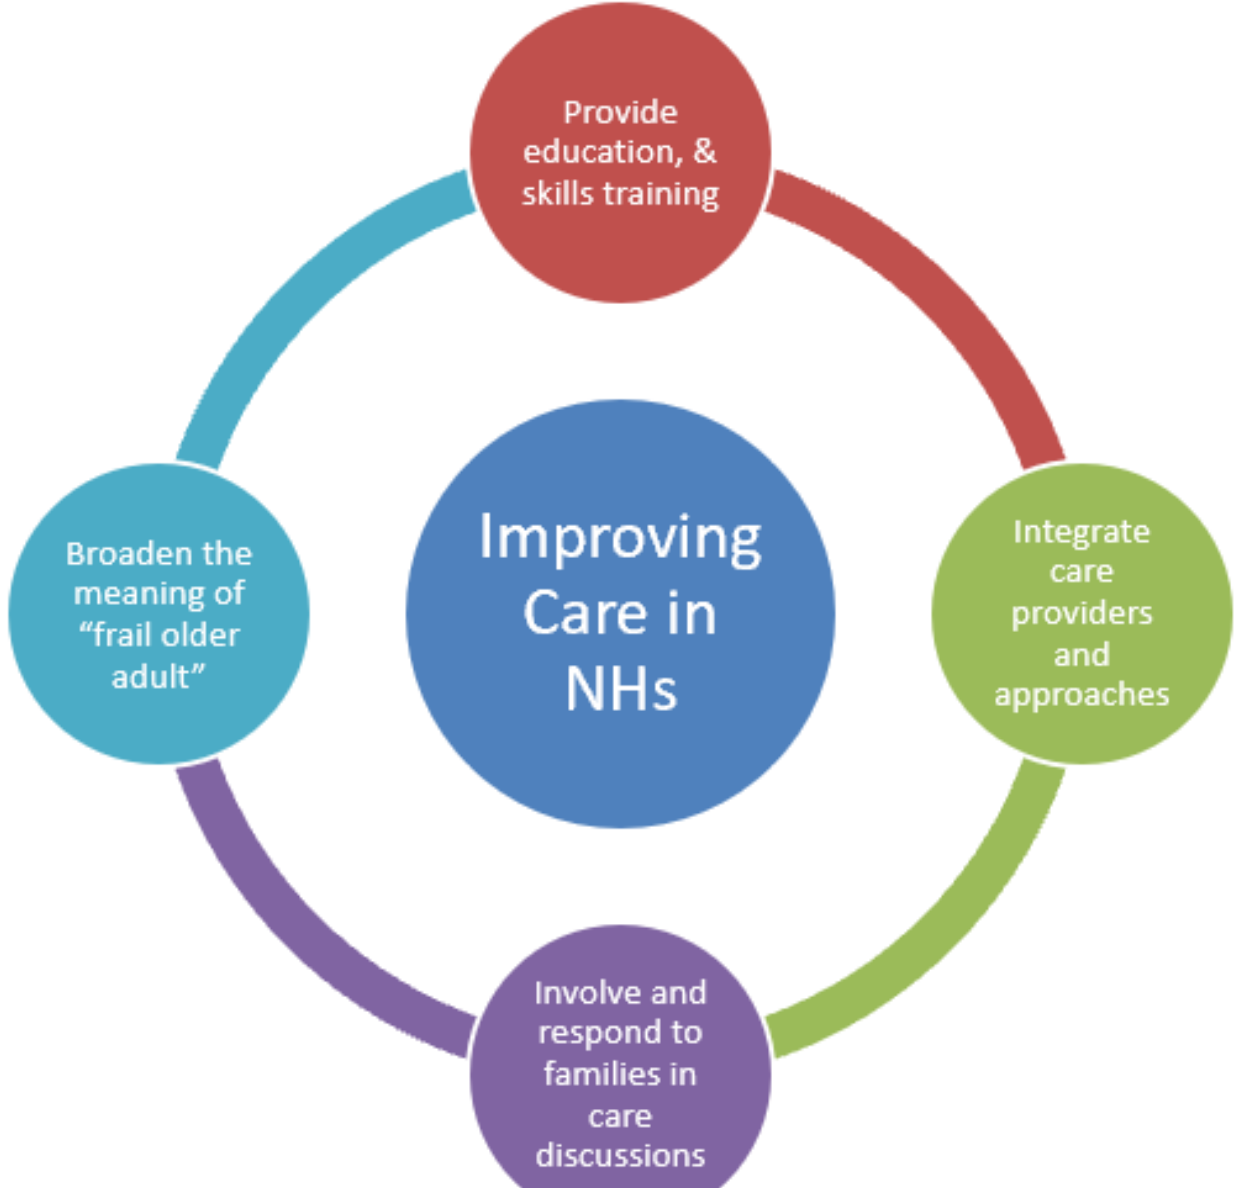 Provide
education, &
skills training
Integrate
care
providers
and
approaches
Involve and
respond to
families in
care
discussions
Broaden the
meaning of
“frail older
adult”
Improving
Care in
NHs